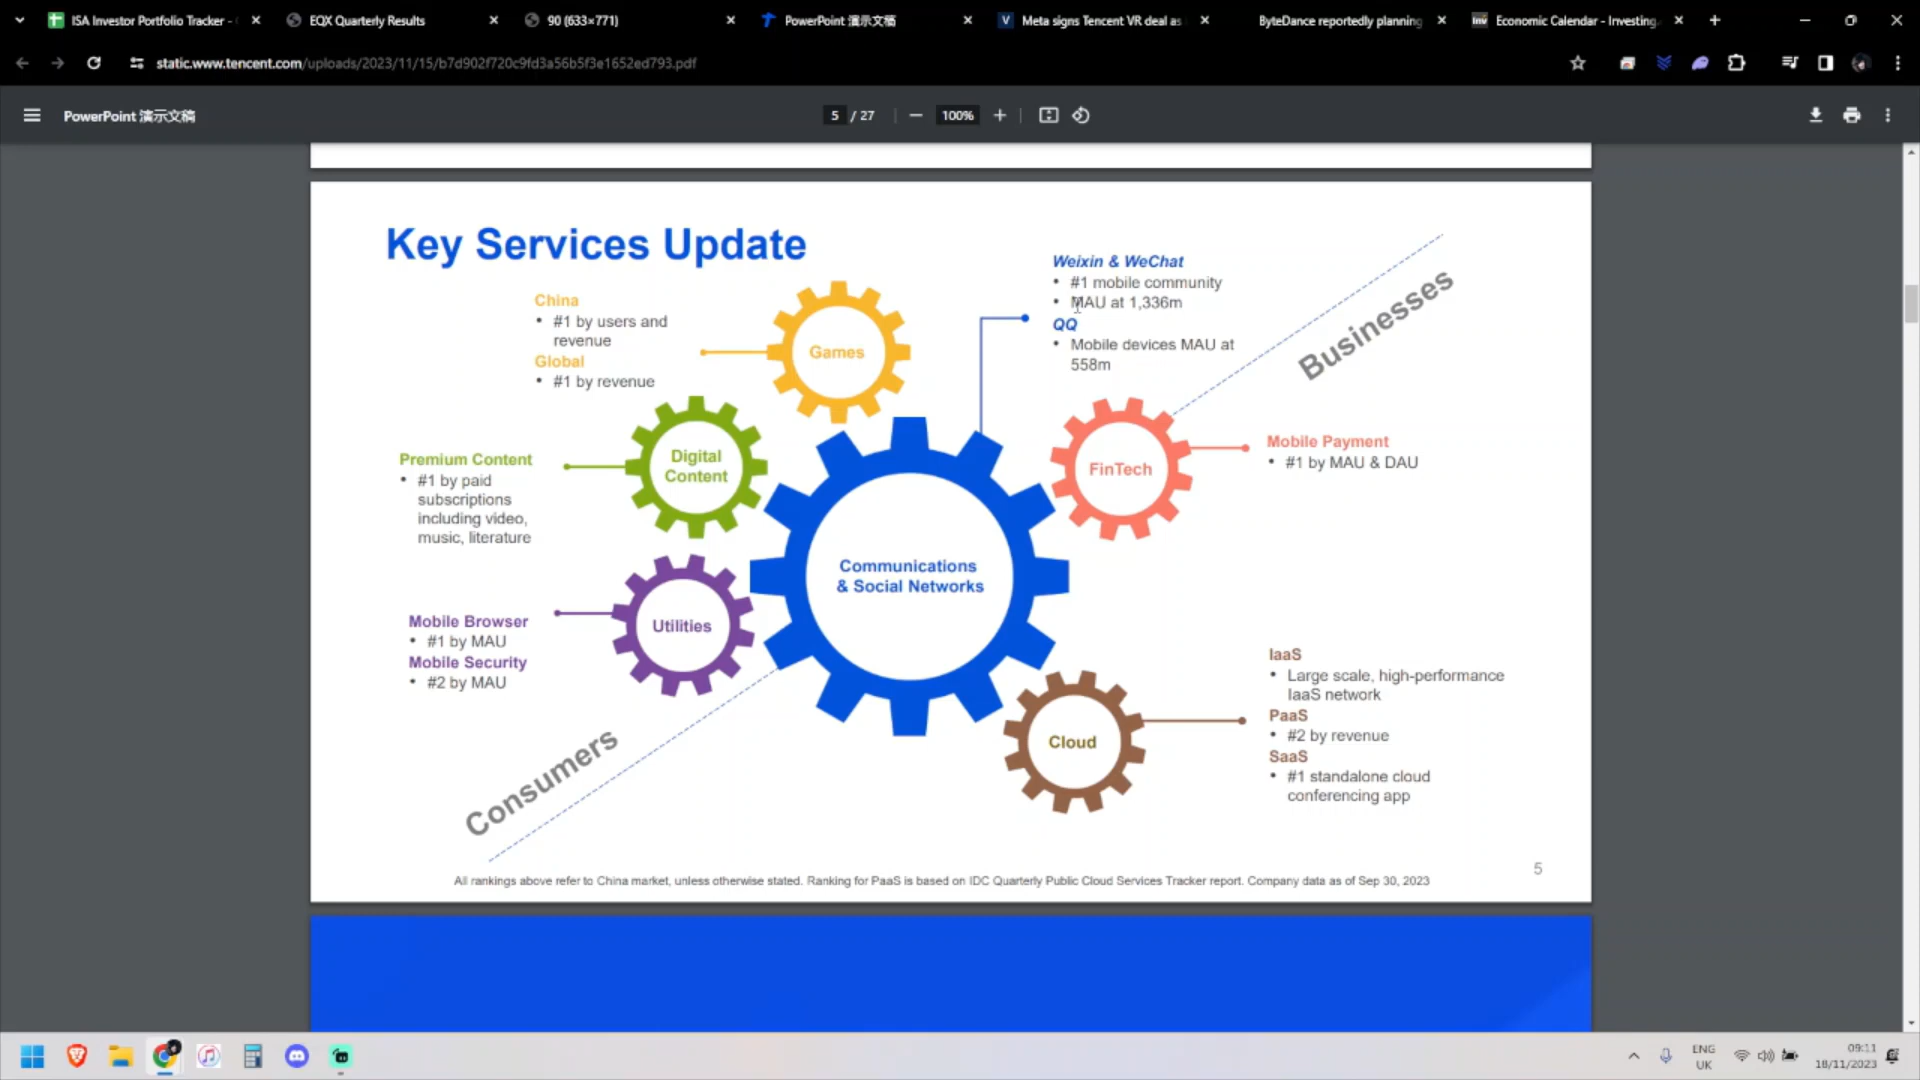 ISA Investor Portfolio Tracker -
EQX Quarterly Results
90 (633×771)
PowerPoint 演示文稿
Meta signs Tencent VR deal as
ByteDance reportedly planning
Economic Calendar - Investing
static.www.tencent.com/uploads/2023/11/15/b7d902f720c9fd3a56b5f3e1652ed793.pdf
PowerPoint 演示文稿
5 / 27
100%
Key Services Update
China
• #1 by users and
revenue
Global
• #1 by revenue
Games
Weixin & WeChat
• #1 mobile community
• MAU at 1,336m
QQ
• Mobile devices MAU at
558m
Businesses
Premium Content
• #1 by paid
subscriptions
including video,
music, literature
Digital
Content
FinTech
Mobile Payment
• #1 by MAU & DAU
Communications
& Social Networks
Mobile Browser
• #1 by MAU
Mobile Security
• #2 by MAU
Utilities
Consumers
Cloud
IaaS
• Large scale, high-performance
IaaS network
PaaS
• #2 by revenue
SaaS
• #1 standalone cloud
conferencing app
All rankings above refer to China market, unless otherwise stated. Ranking for PaaS is based on IDC Quarterly Public Cloud Services Tracker report. Company data as of Sep 30, 2023
5
ENG
UK
09:11
18/11/2023